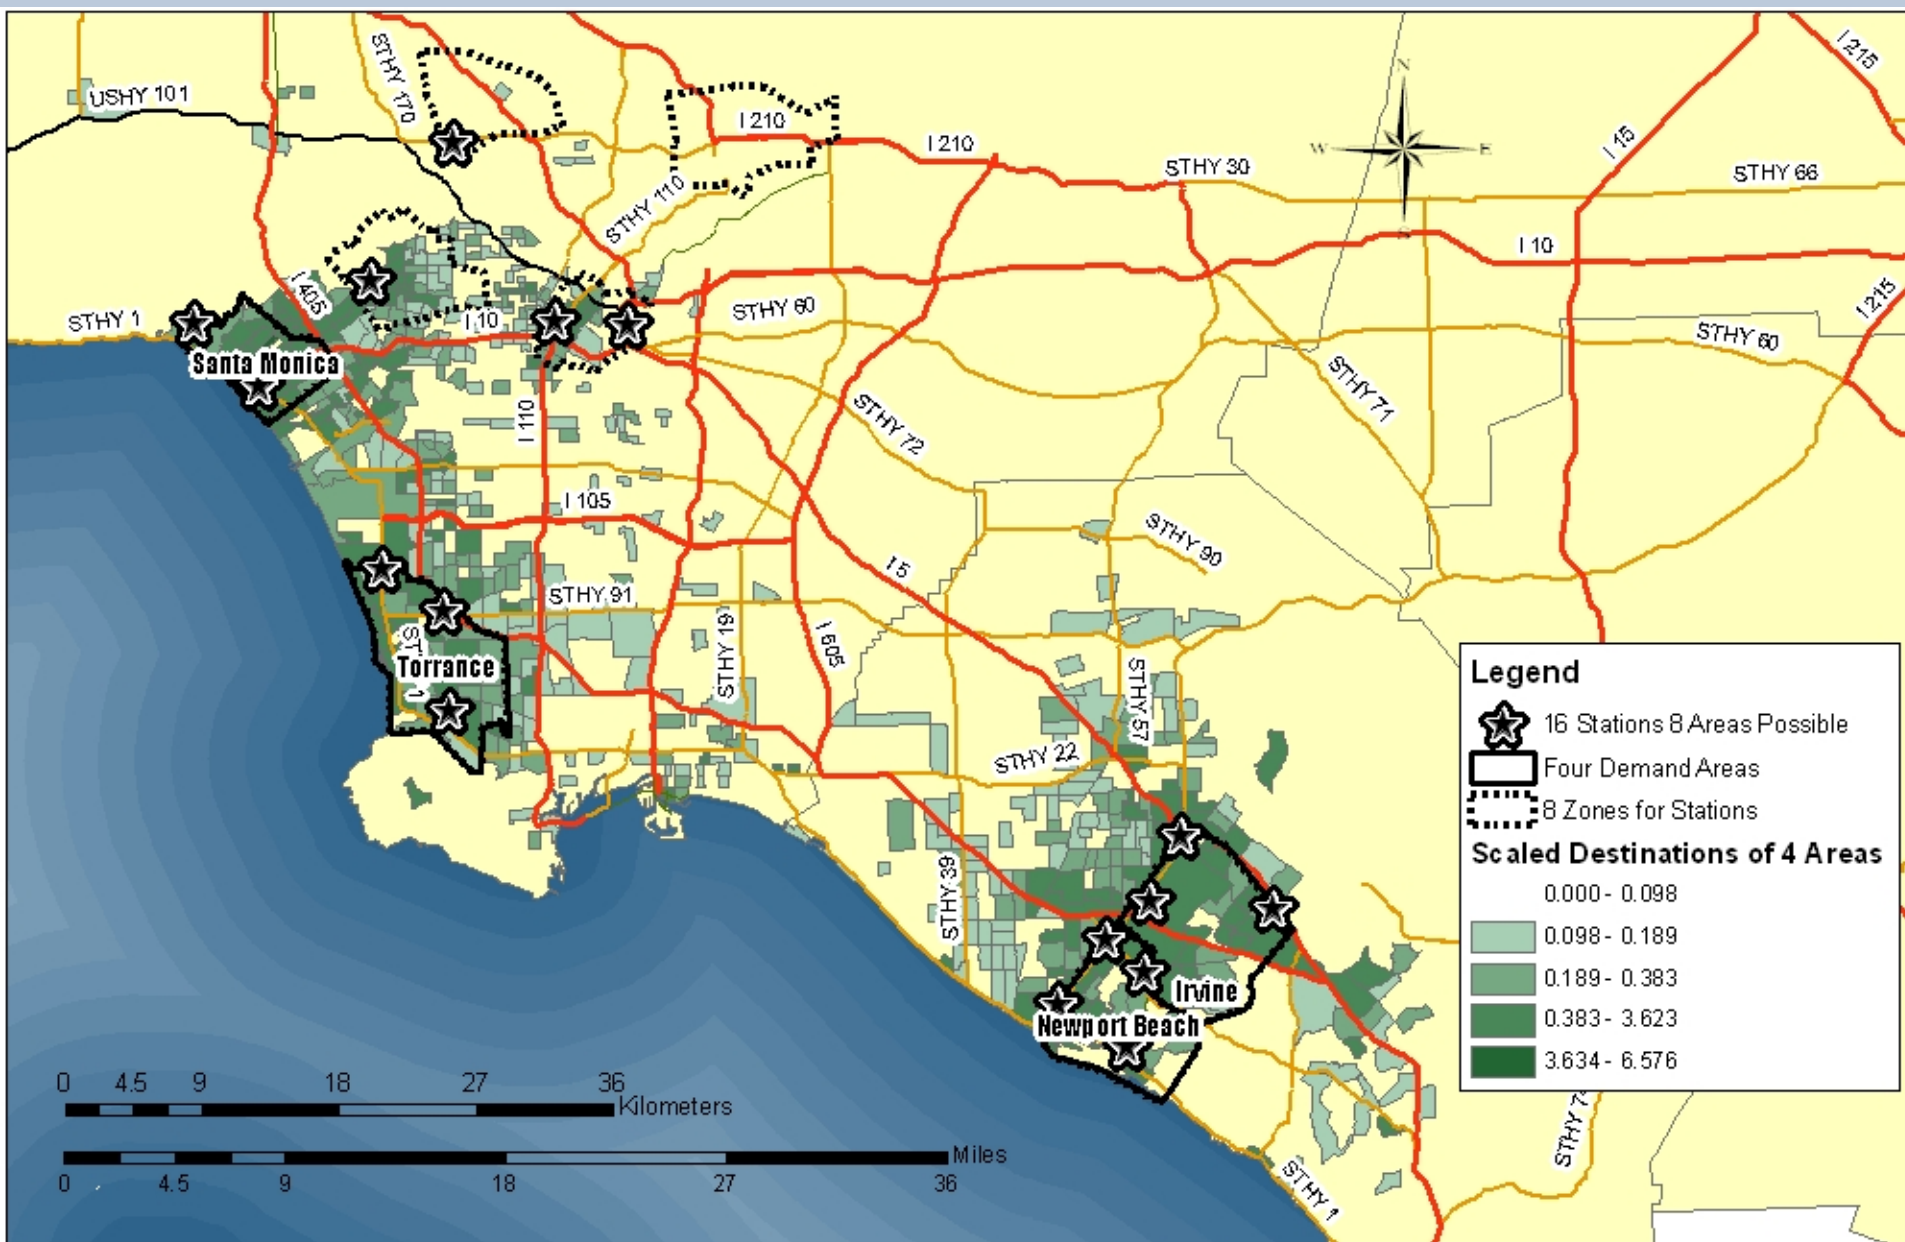 I 215
STHY 170
USHY 101
N
I 210
I 210
I 15
W
E
STHY 30
STHY 66
STHY 110
S
I 10
I 405
I 215
STHY 1
I 10
STHY 60
STHY 60
Santa Monica
STHY 71
I 110
STHY 72
I 105
STHY 90
I 5
STHY 91
STHY 19
I 605
Torrance
STHY 57
STHY 22
STHY 39
Irvine
Newport Beach
STHY 1
Legend
16 Stations 8 Areas Possible
Four Demand Areas
8 Zones for Stations
Scaled Destinations of 4 Areas
0.000 - 0.098
0.098 - 0.189
0.189 - 0.383
0.383 - 3.623
3.634 - 6.576
0 4.5 9 18 27 36
Kilometers
Miles
0 4.5 9 18 27 36